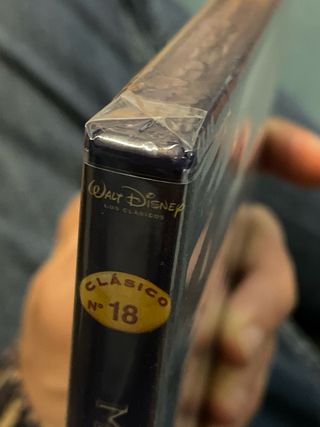 WALT DISNEY
LOS CLÁSICOS
CLÁSICO
Nº 18
M